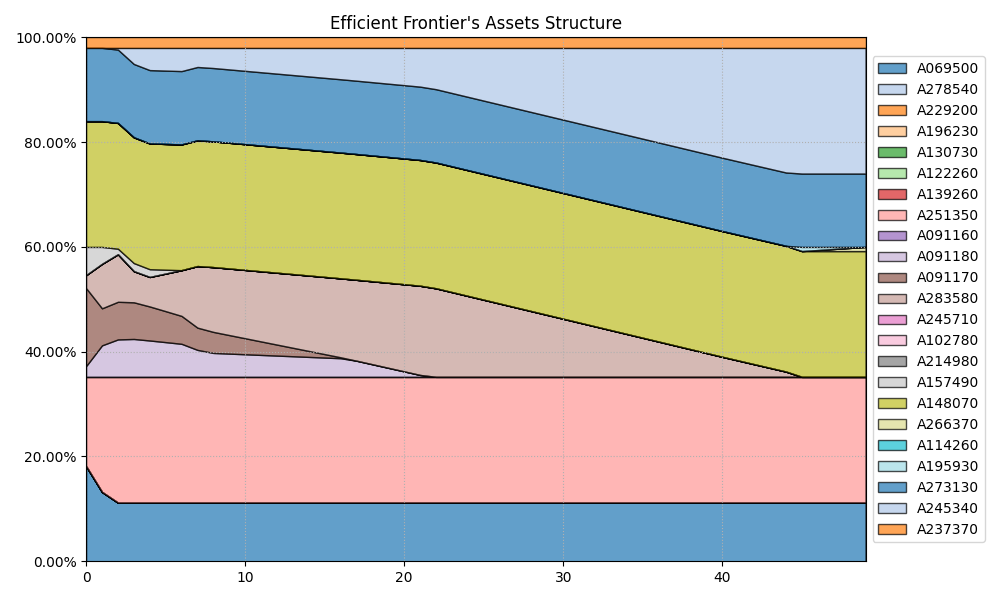 Efficient Frontier's Assets Structure
100.00%
80.00%
60.00%
40.00%
20.00%
0.00%
0
10
20
30
40
A069500
A278540
A229200
A196230
A130730
A122260
A139260
A251350
A091160
A091180
A091170
A283580
A245710
A102780
A214980
A157490
A148070
A266370
A114260
A195930
A273130
A245340
A237370